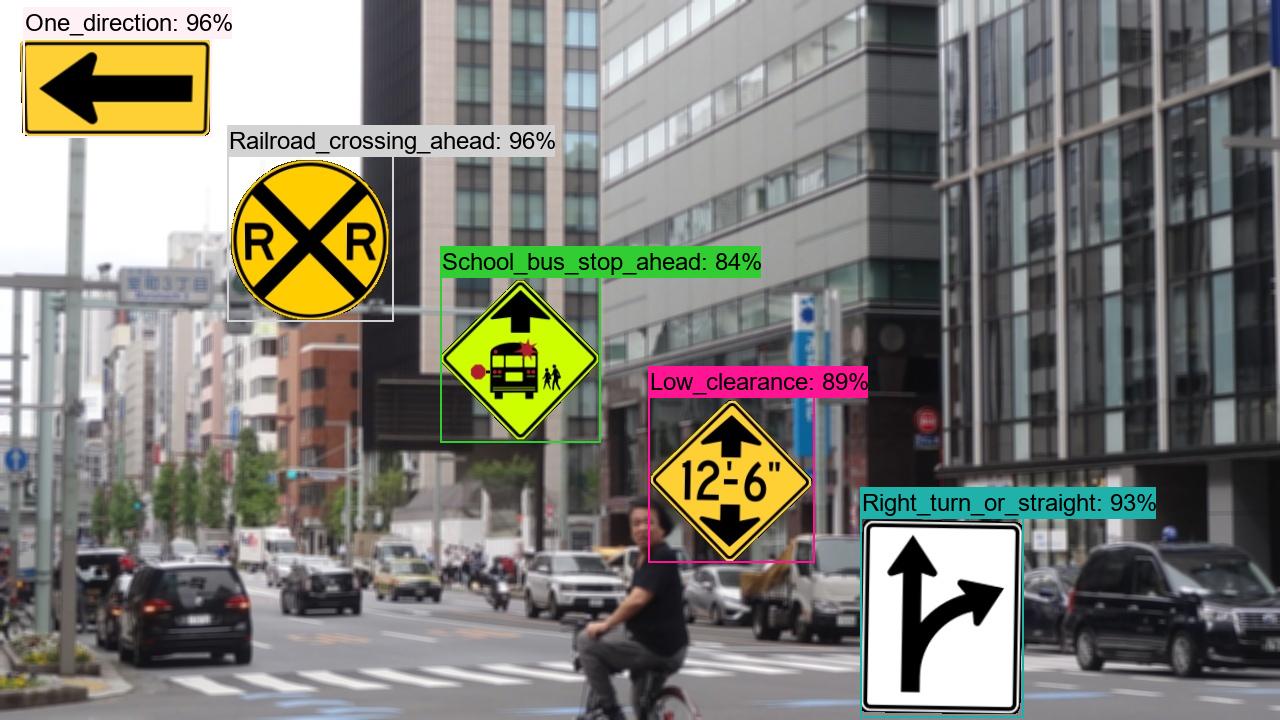 One_direction: 96%
Railroad_crossing_ahead: 96%
R R
School_bus_stop_ahead: 84%
Low_clearance: 89%
12'-6"
Right_turn_or_straight: 93%